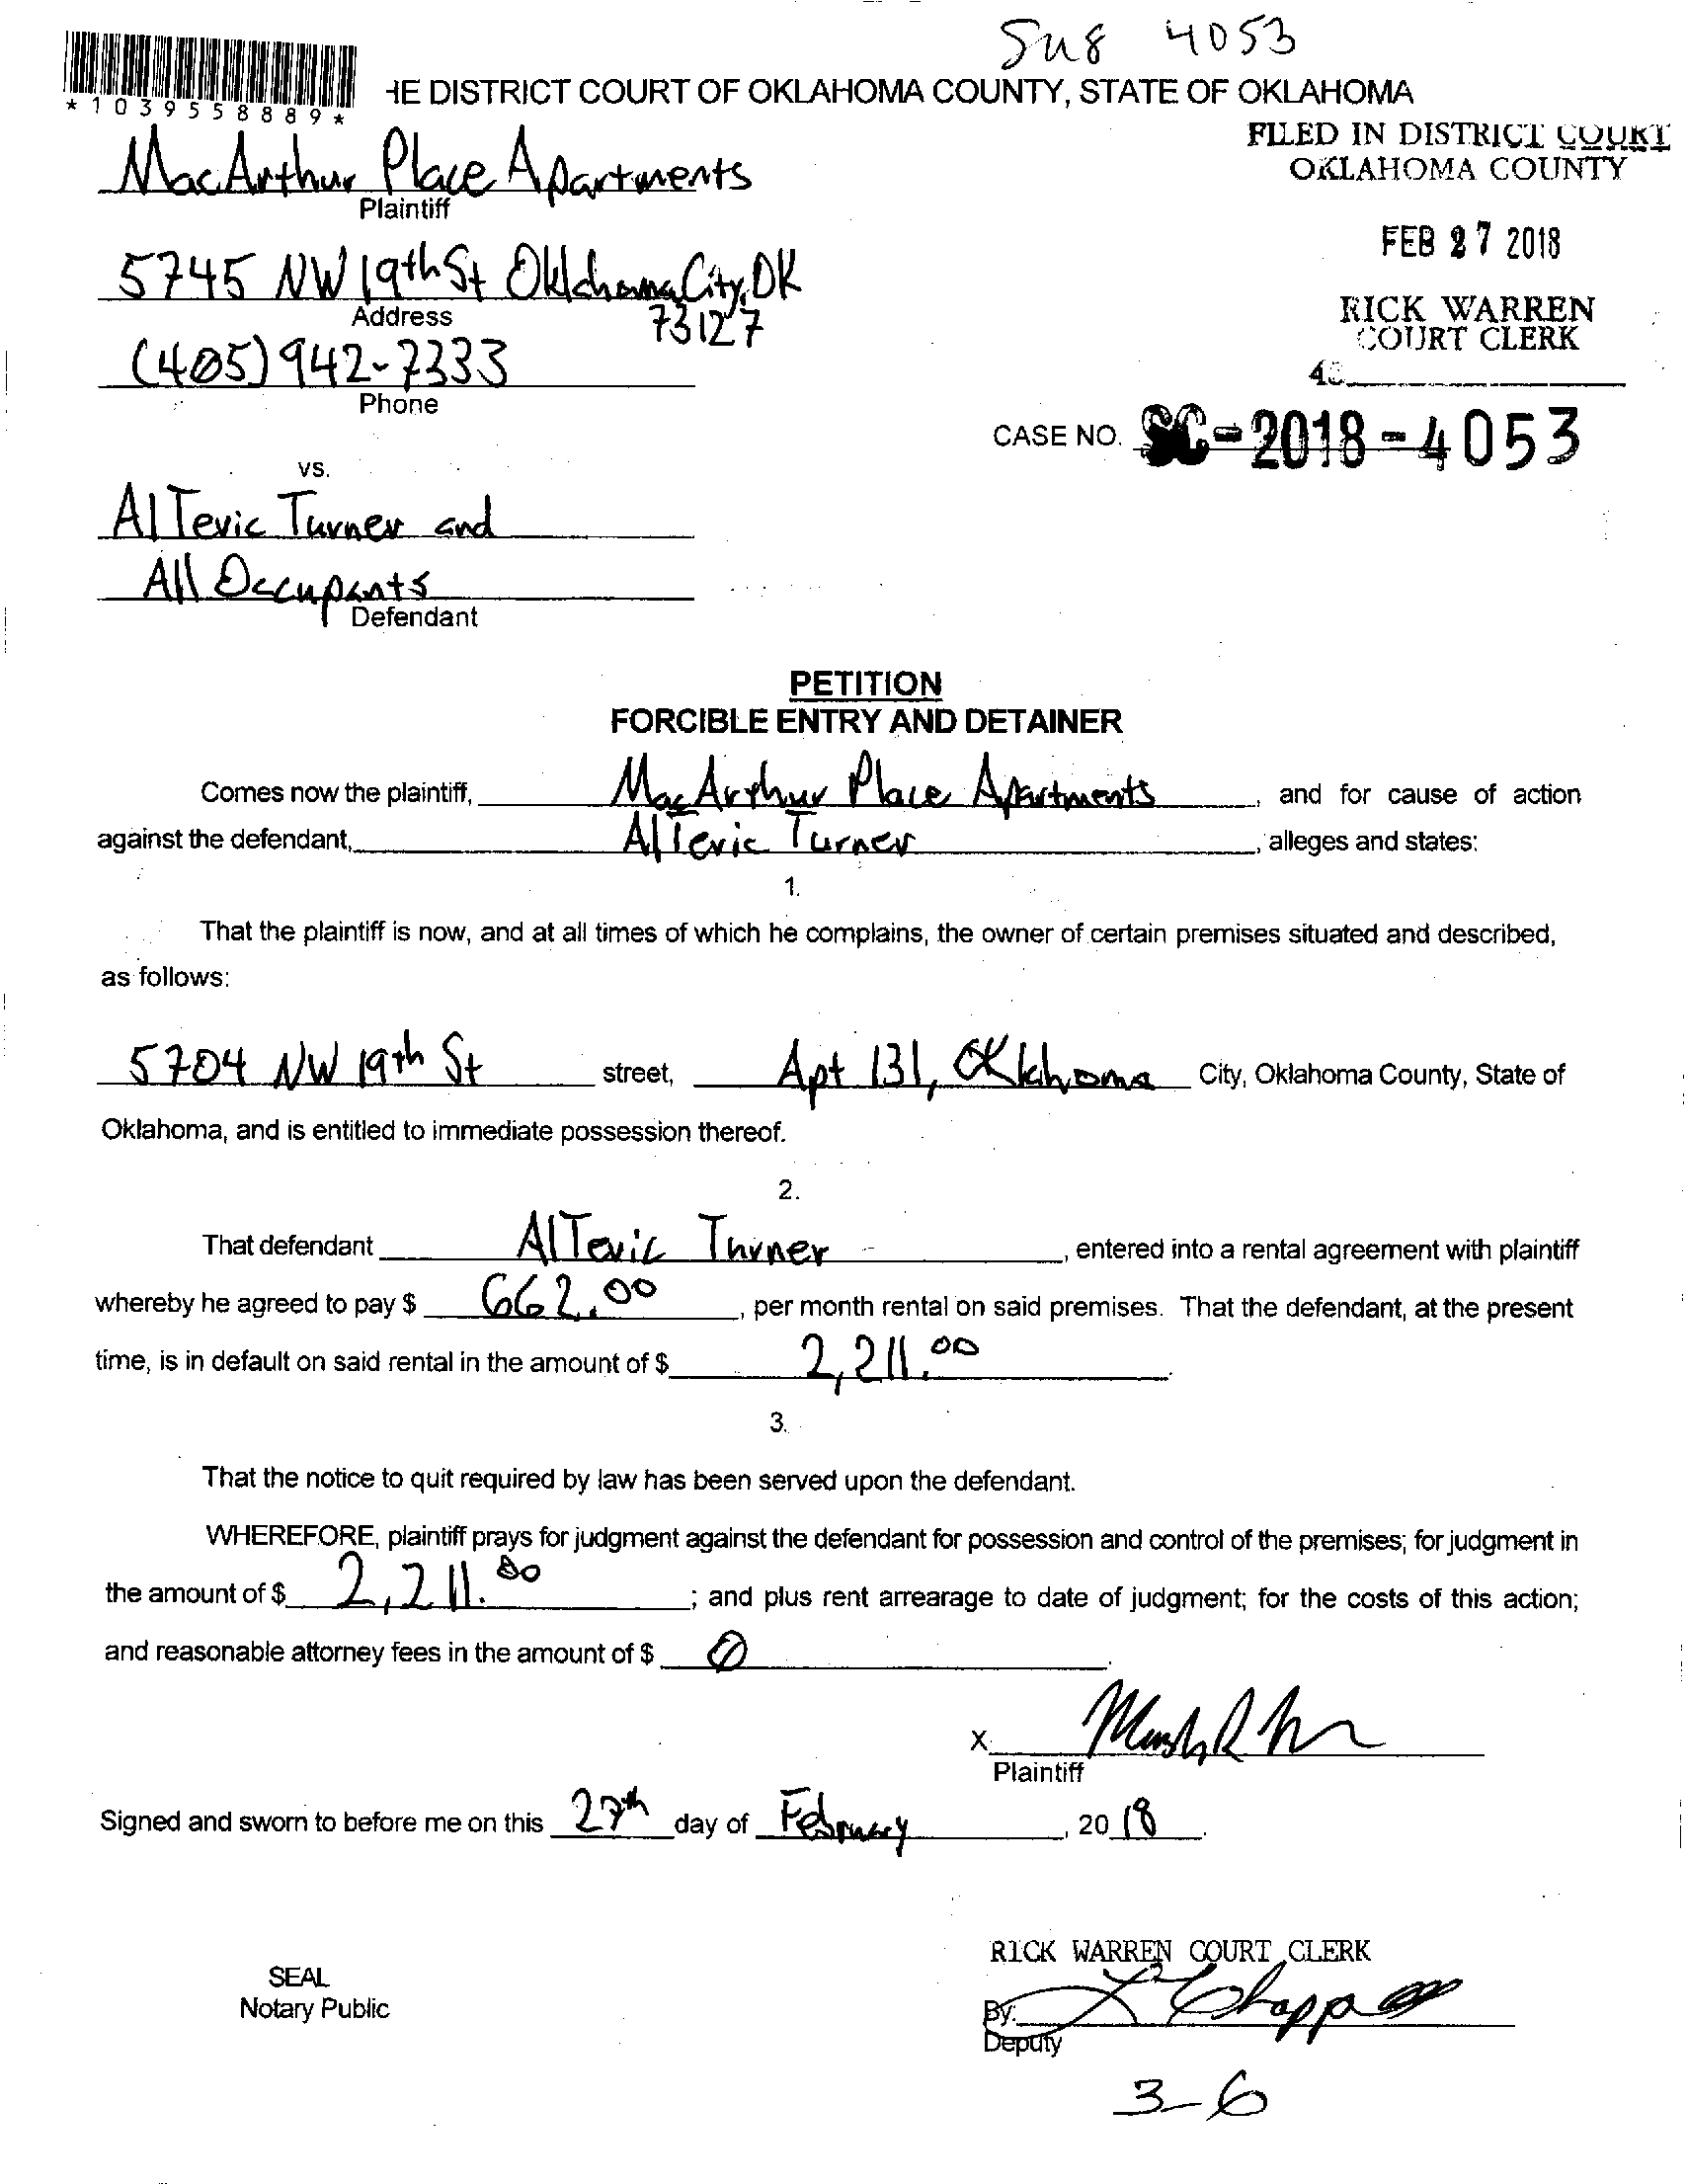 4053
*1039558889*
HE DISTRICT COURT OF OKLAHOMA COUNTY, STATE OF OKLAHOMA
FILED IN DISTRICT COURT
OKLAHOMA COUNTY
MacArthur Place Apartments
Plaintiff
FEB 27 2018
5745 NW 19th St Oklahoma City, OK
73127
Address
RICK WARREN
COURT CLERK
(405) 942-7333
Phone
CASE NO. SC-2018-4053
vs.
AlTevic Turner and
All Occupants
Defendant
PETITION
FORCIBLE ENTRY AND DETAINER
Comes now the plaintiff, MacArthur Place Apartments, and for cause of action
against the defendant, AlTevic Turner, alleges and states:
1.
That the plaintiff is now, and at all times of which he complains, the owner of certain premises situated and described,
as follows:
5704 NW 19th St street, Apt 131, Oklahoma City, Oklahoma County, State of
Oklahoma, and is entitled to immediate possession thereof.
2.
That defendant AlTevic Turner, entered into a rental agreement with plaintiff
whereby he agreed to pay $ 662.00, per month rental on said premises. That the defendant, at the present
time, is in default on said rental in the amount of $ 2,211.00.
3.
That the notice to quit required by law has been served upon the defendant.
WHEREFORE, plaintiff prays for judgment against the defendant for possession and control of the premises; for judgment in
the amount of $ 2,211.00; and plus rent arrearage to date of judgment; for the costs of this action;
and reasonable attorney fees in the amount of $ 0.
X
Plaintiff
Signed and sworn to before me on this 27th day of February, 2018.
RICK WARREN COURT CLERK
SEAL
Notary Public
By:
Deputy
3-6